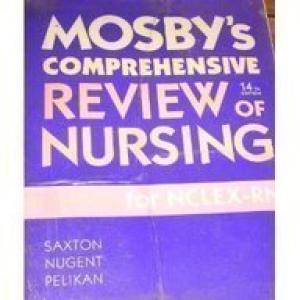 MOSBY'S
COMPREHENSIVE
REVIEW OF
14TH
EDITION
NURSING
for NCLEX-RN
SAXTON
NUGENT
PELIKAN